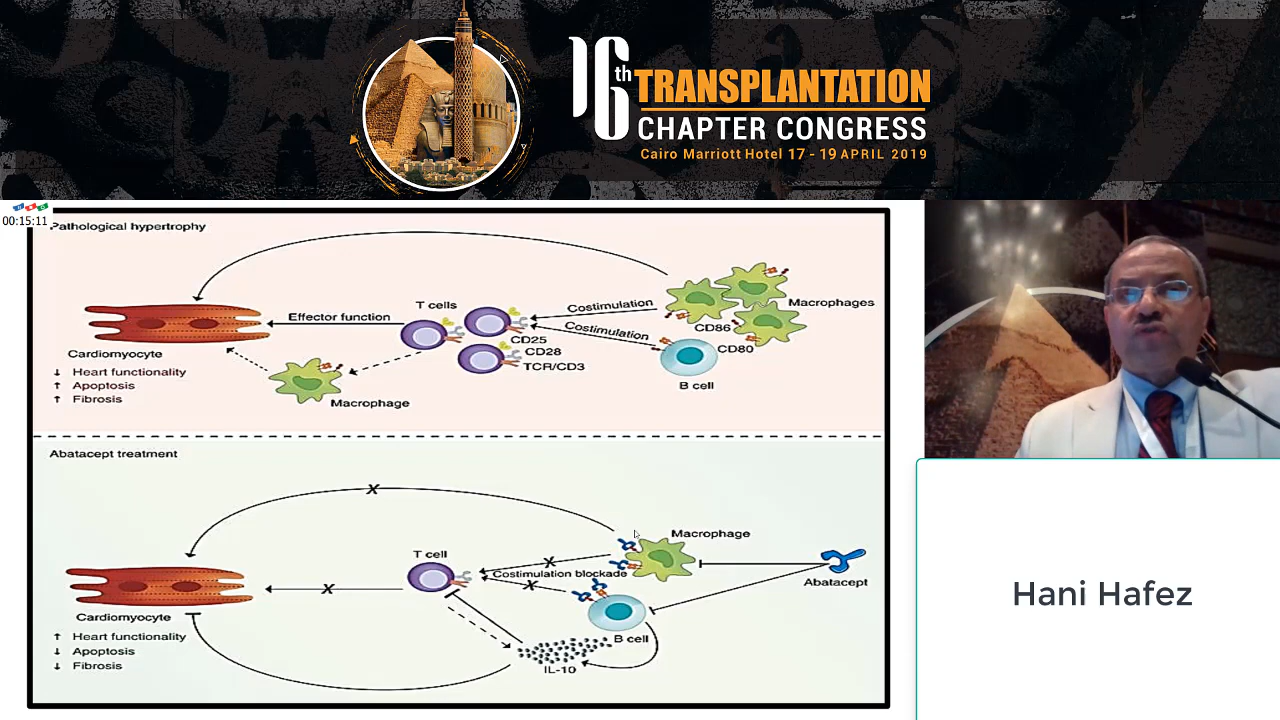 16th TRANSPLANTATION
CHAPTER CONGRESS
Cairo Marriott Hotel 17 - 19 APRIL 2019
00:15:11
Pathological hypertrophy
T cells
Costimulation
Macrophages
Effector function
CD86
Costimulation
CD25
CD28
TCR/CD3
CD80
Cardiomyocyte
↓ Heart functionality
↑ Apoptosis
↑ Fibrosis
B cell
Macrophage
Abatacept treatment
X
Macrophage
T cell
X
Costimulation blockade
X
X
Abatacept
Cardiomyocyte
↑ Heart functionality
↓ Apoptosis
↓ Fibrosis
B cell
IL-10
Hani Hafez